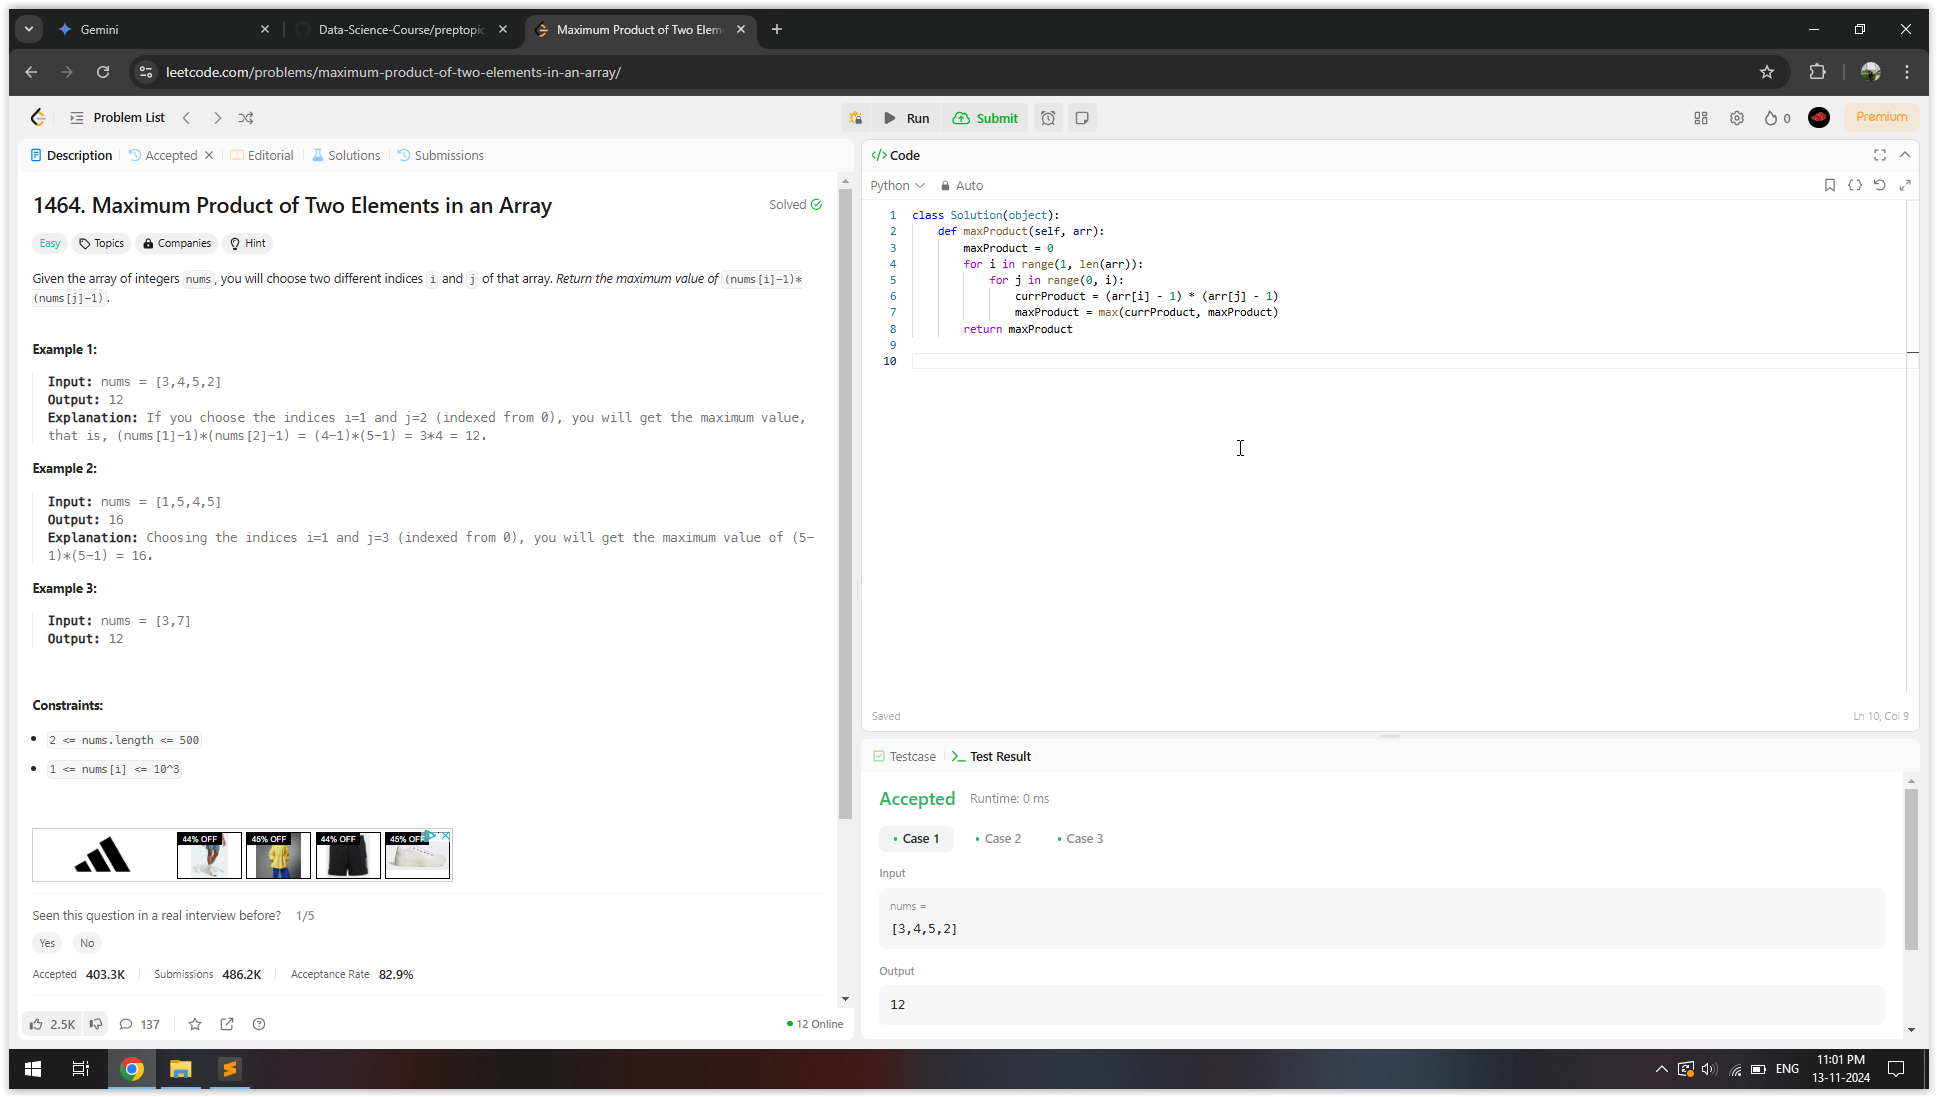 Gemini
Data-Science-Course/preptopic
Maximum Product of Two Elem
leetcode.com/problems/maximum-product-of-two-elements-in-an-array/
Problem List
Run
Submit
0
Premium
Description
Accepted
Editorial
Solutions
Submissions
1464. Maximum Product of Two Elements in an Array
Solved
Easy
Topics
Companies
Hint
Given the array of integers nums, you will choose two different indices i and j of that array. Return the maximum value of (nums[i]-1)*
(nums[j]-1).
Example 1:
Input: nums = [3,4,5,2]
Output: 12
Explanation: If you choose the indices i=1 and j=2 (indexed from 0), you will get the maximum value,
that is, (nums[1]-1)*(nums[2]-1) = (4-1)*(5-1) = 3*4 = 12.
Example 2:
Input: nums = [1,5,4,5]
Output: 16
Explanation: Choosing the indices i=1 and j=3 (indexed from 0), you will get the maximum value of (5-
1)*(5-1) = 16.
Example 3:
Input: nums = [3,7]
Output: 12
Constraints:
2 <= nums.length <= 500
1 <= nums[i] <= 10^3
44% OFF
45% OFF
44% OFF
45% OFF
Seen this question in a real interview before? 1/5
Yes
No
Accepted 403.3K
Submissions 486.2K
Acceptance Rate 82.9%
2.5K
137
12 Online
</> Code
Python
Auto
1 class Solution(object):
2 def maxProduct(self, arr):
3 maxProduct = 0
4 for i in range(1, len(arr)):
5 for j in range(0, i):
6 currProduct = (arr[i] - 1) * (arr[j] - 1)
7 maxProduct = max(currProduct, maxProduct)
8 return maxProduct
9
10
Saved
Ln 10, Col 9
Testcase
Test Result
Accepted
Runtime: 0 ms
Case 1
Case 2
Case 3
Input
nums =
[3,4,5,2]
Output
12
ENG
11:01 PM
13-11-2024